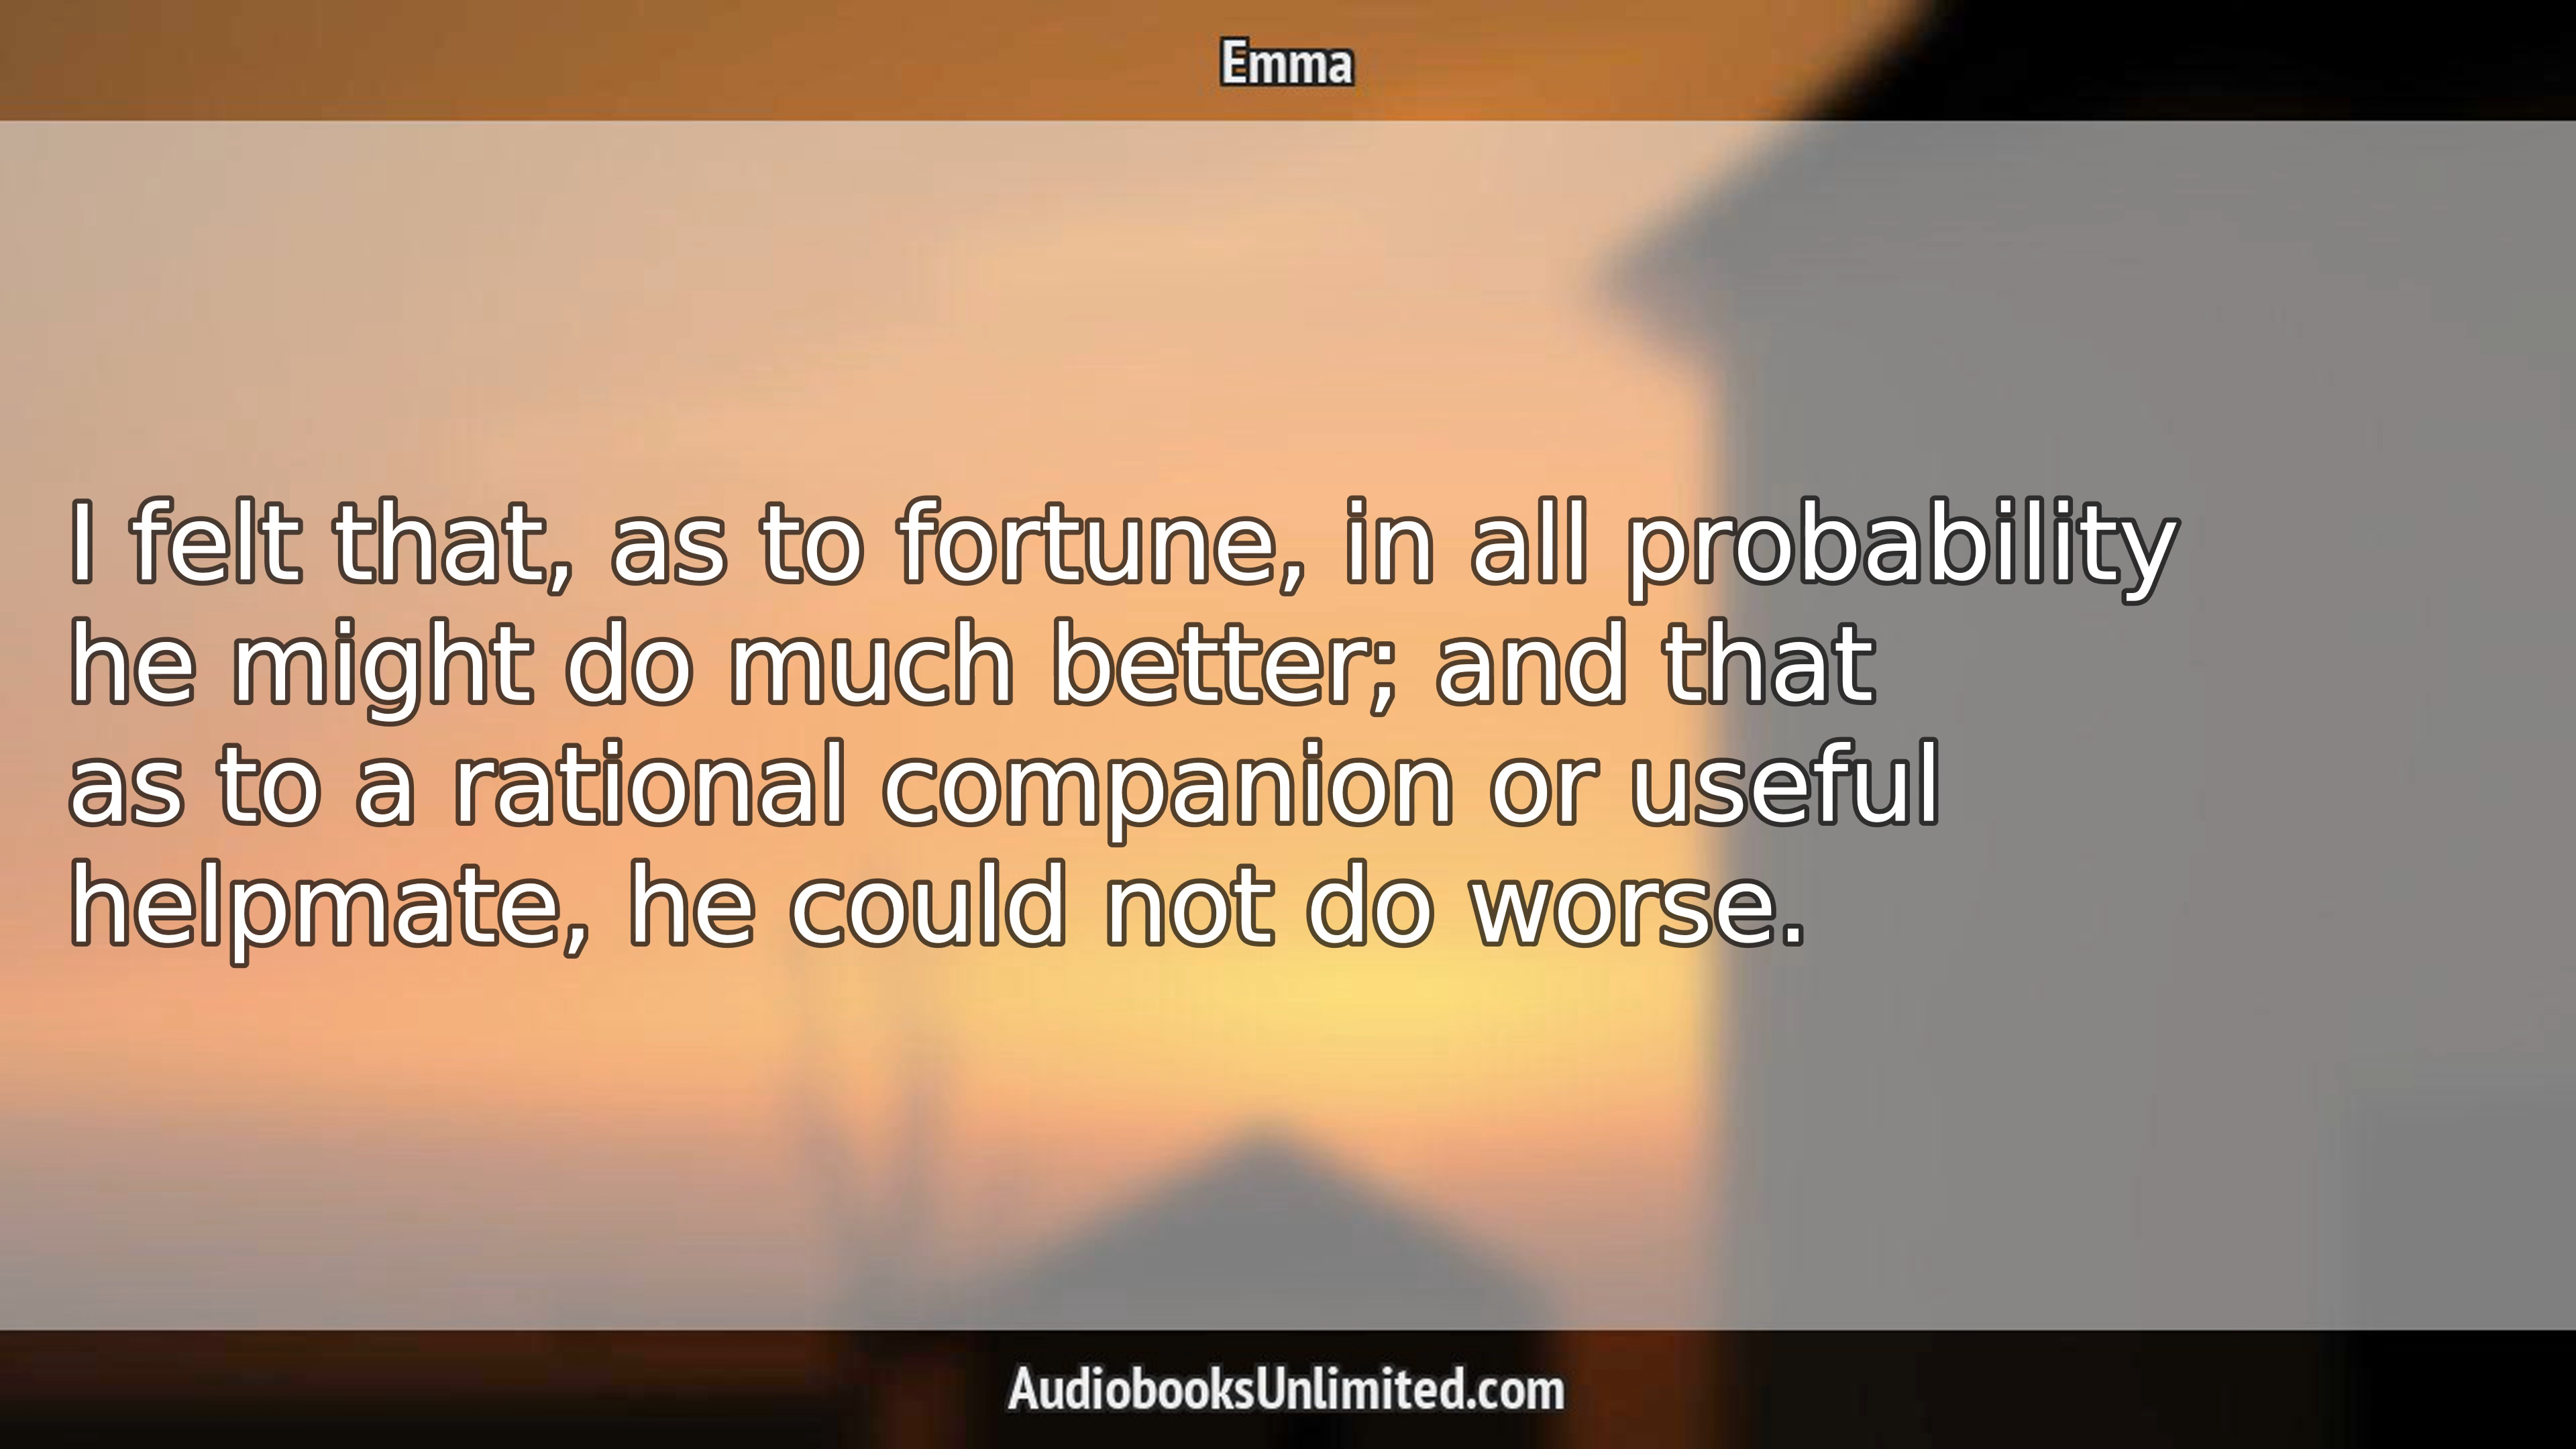 Emma
I felt that, as to fortune, in all probability
he might do much better; and that
as to a rational companion or useful
helpmate, he could not do worse.
AudiobooksUnlimited.com